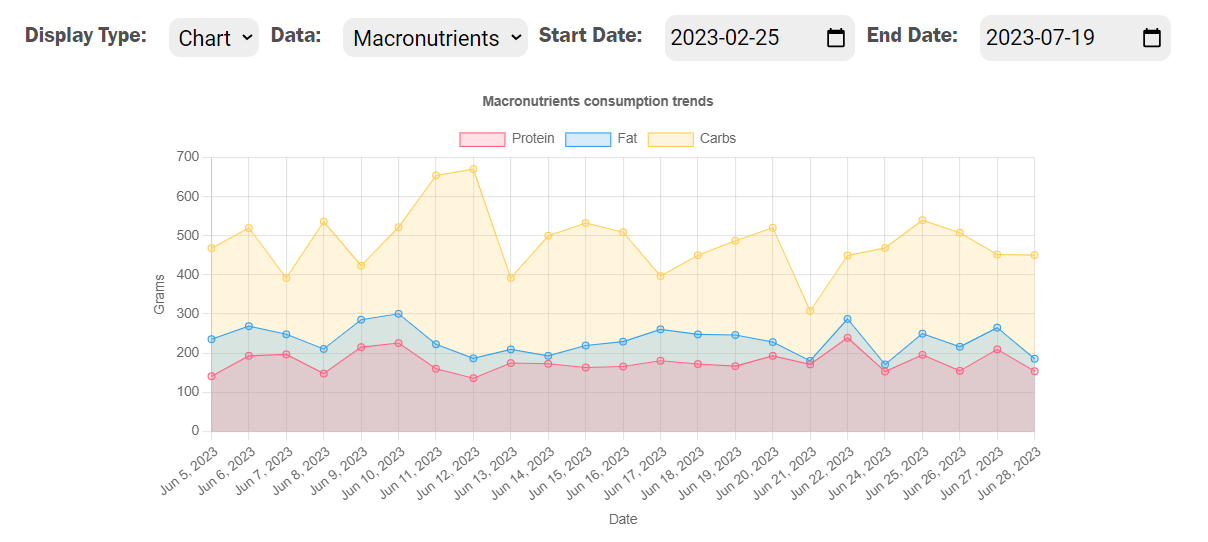 Display Type: Chart Data: Macronutrients Start Date: 2023-02-25 End Date: 2023-07-19
Macronutrients consumption trends
Protein Fat Carbs
700
600
500
400
300
200
100
0
Grams
Jun 5, 2023
Jun 6, 2023
Jun 7, 2023
Jun 8, 2023
Jun 9, 2023
Jun 10, 2023
Jun 11, 2023
Jun 12, 2023
Jun 13, 2023
Jun 14, 2023
Jun 15, 2023
Jun 16, 2023
Jun 17, 2023
Jun 18, 2023
Jun 19, 2023
Jun 20, 2023
Jun 21, 2023
Jun 22, 2023
Jun 24, 2023
Jun 25, 2023
Jun 26, 2023
Jun 27, 2023
Jun 28, 2023
Date